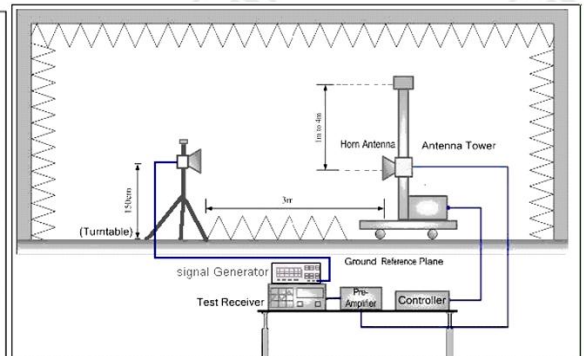 1m to 4m
Horn Antenna
Antenna Tower
150cm
3m
(Turntable)
Ground Reference Plane
signal Generator
Test Receiver
Pre-
Amplifier
Controller